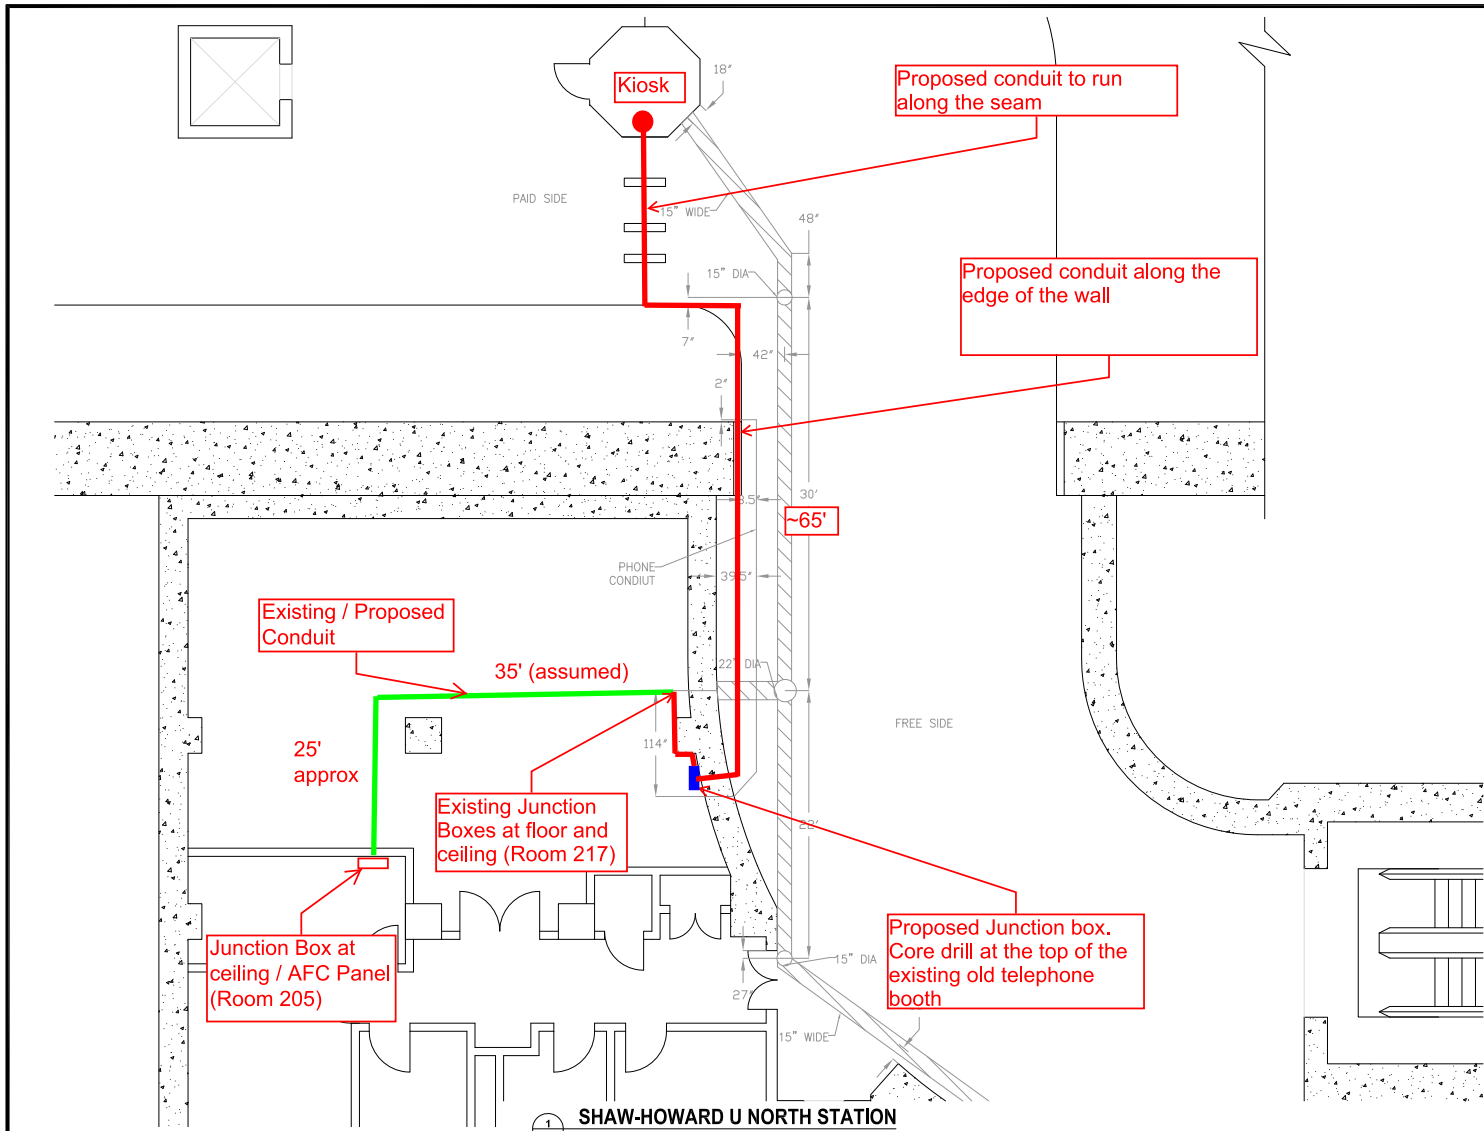 Kiosk
18"
Proposed conduit to run
along the seam
PAID SIDE
15" WIDE
48"
15" DIA
Proposed conduit along the
edge of the wall
7"
42"
2"
30'
~65'
PHONE
CONDIUT
39.5"
Existing / Proposed
Conduit
35' (assumed)
22" DIA
FREE SIDE
114"
25'
approx
Existing Junction
Boxes at floor and
ceiling (Room 217)
22'
Proposed Junction box.
Core drill at the top of the
existing old telephone
booth
Junction Box at
ceiling / AFC Panel
(Room 205)
15" DIA
27"
15" WIDE
1
SHAW-HOWARD U NORTH STATION